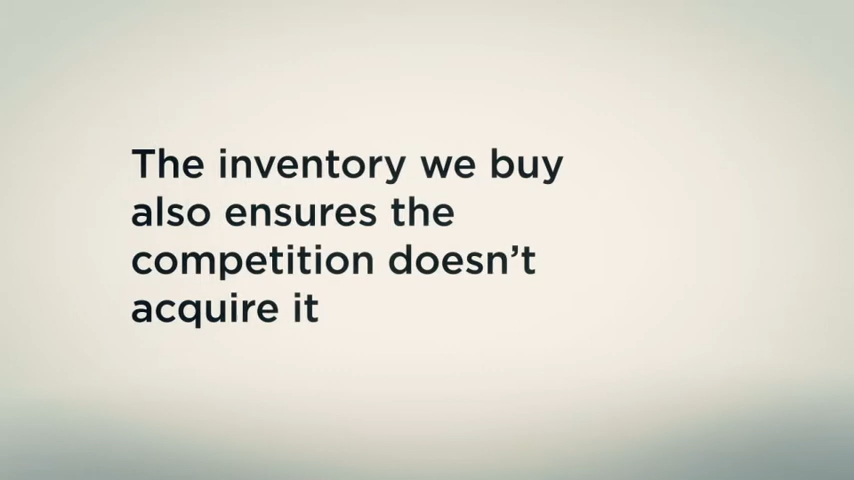 The inventory we buy
also ensures the
competition doesn’t
acquire it